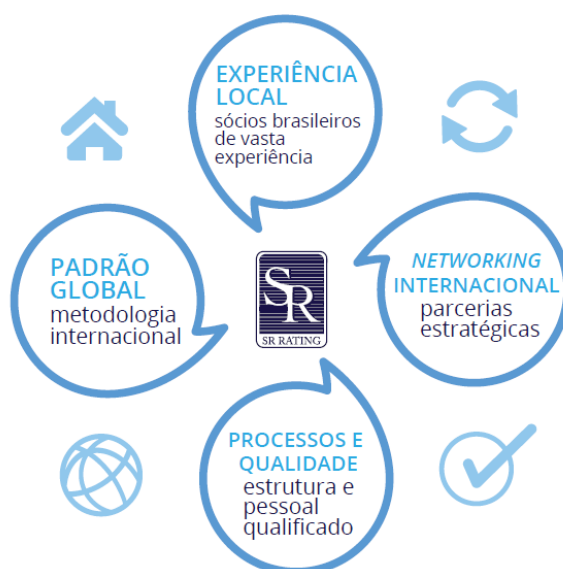 EXPERIÊNCIA
LOCAL
sócios brasileiros
de vasta
experiência
PADRÃO
GLOBAL
metodologia
internacional
SR
SR RATING
NETWORKING
INTERNACIONAL
parcerias
estratégicas
PROCESSOS E
QUALIDADE
estrutura e
pessoal
qualificado